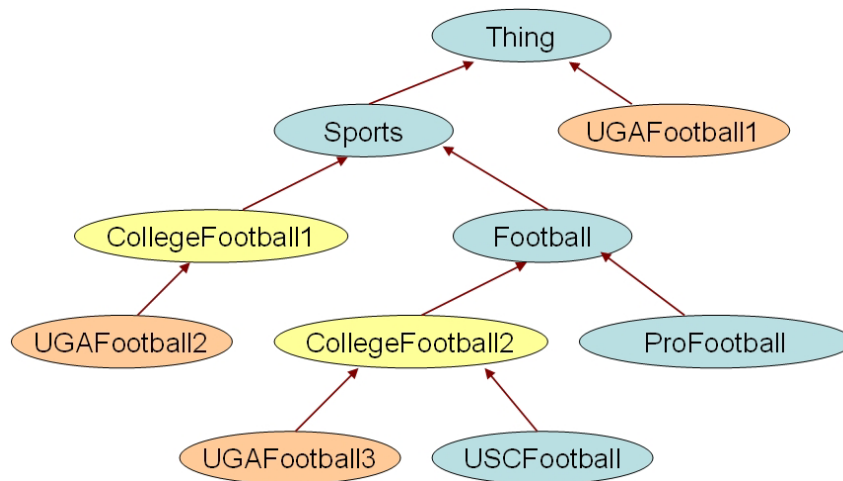 Thing
Sports
UGAFootball1
CollegeFootball1
Football
UGAFootball2
CollegeFootball2
ProFootball
UGAFootball3
USCFootball